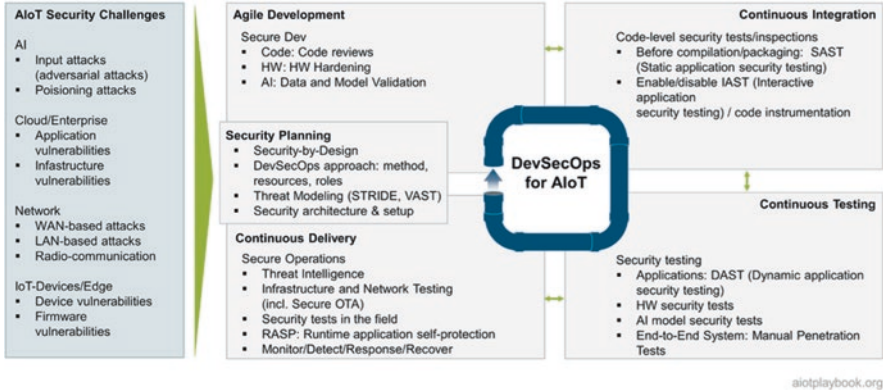 AIoT Security Challenges
AI
▪ Input attacks
(adversarial attacks)
▪ Poisioning attacks
Cloud/Enterprise
▪ Application
vulnerabilities
▪ Infastructure
vulnerabilities
Network
▪ WAN-based attacks
▪ LAN-based attacks
▪ Radio-communication
IoT-Devices/Edge
▪ Device vulnerabilities
▪ Firmware
vulnerabilities
Agile Development
Secure Dev
▪ Code: Code reviews
▪ HW: HW Hardening
▪ AI: Data and Model Validation
Security Planning
▪ Security-by-Design
▪ DevSecOps approach: method,
resources, roles
▪ Threat Modeling (STRIDE, VAST)
▪ Security architecture & setup
Continuous Delivery
Secure Operations
▪ Threat Intelligence
▪ Infrastructure and Network Testing
(incl. Secure OTA)
▪ Security tests in the field
▪ RASP: Runtime application self-protection
▪ Monitor/Detect/Response/Recover
DevSecOps
for AIoT
Continuous Integration
Code-level security tests/inspections
▪ Before compilation/packaging: SAST
(Static application security testing)
▪ Enable/disable IAST (Interactive
application
security testing) / code instrumentation
Continuous Testing
Security testing
▪ Applications: DAST (Dynamic application
security testing)
▪ HW security tests
▪ AI model security tests
▪ End-to-End System: Manual Penetration
Tests
aiotplaybook.org